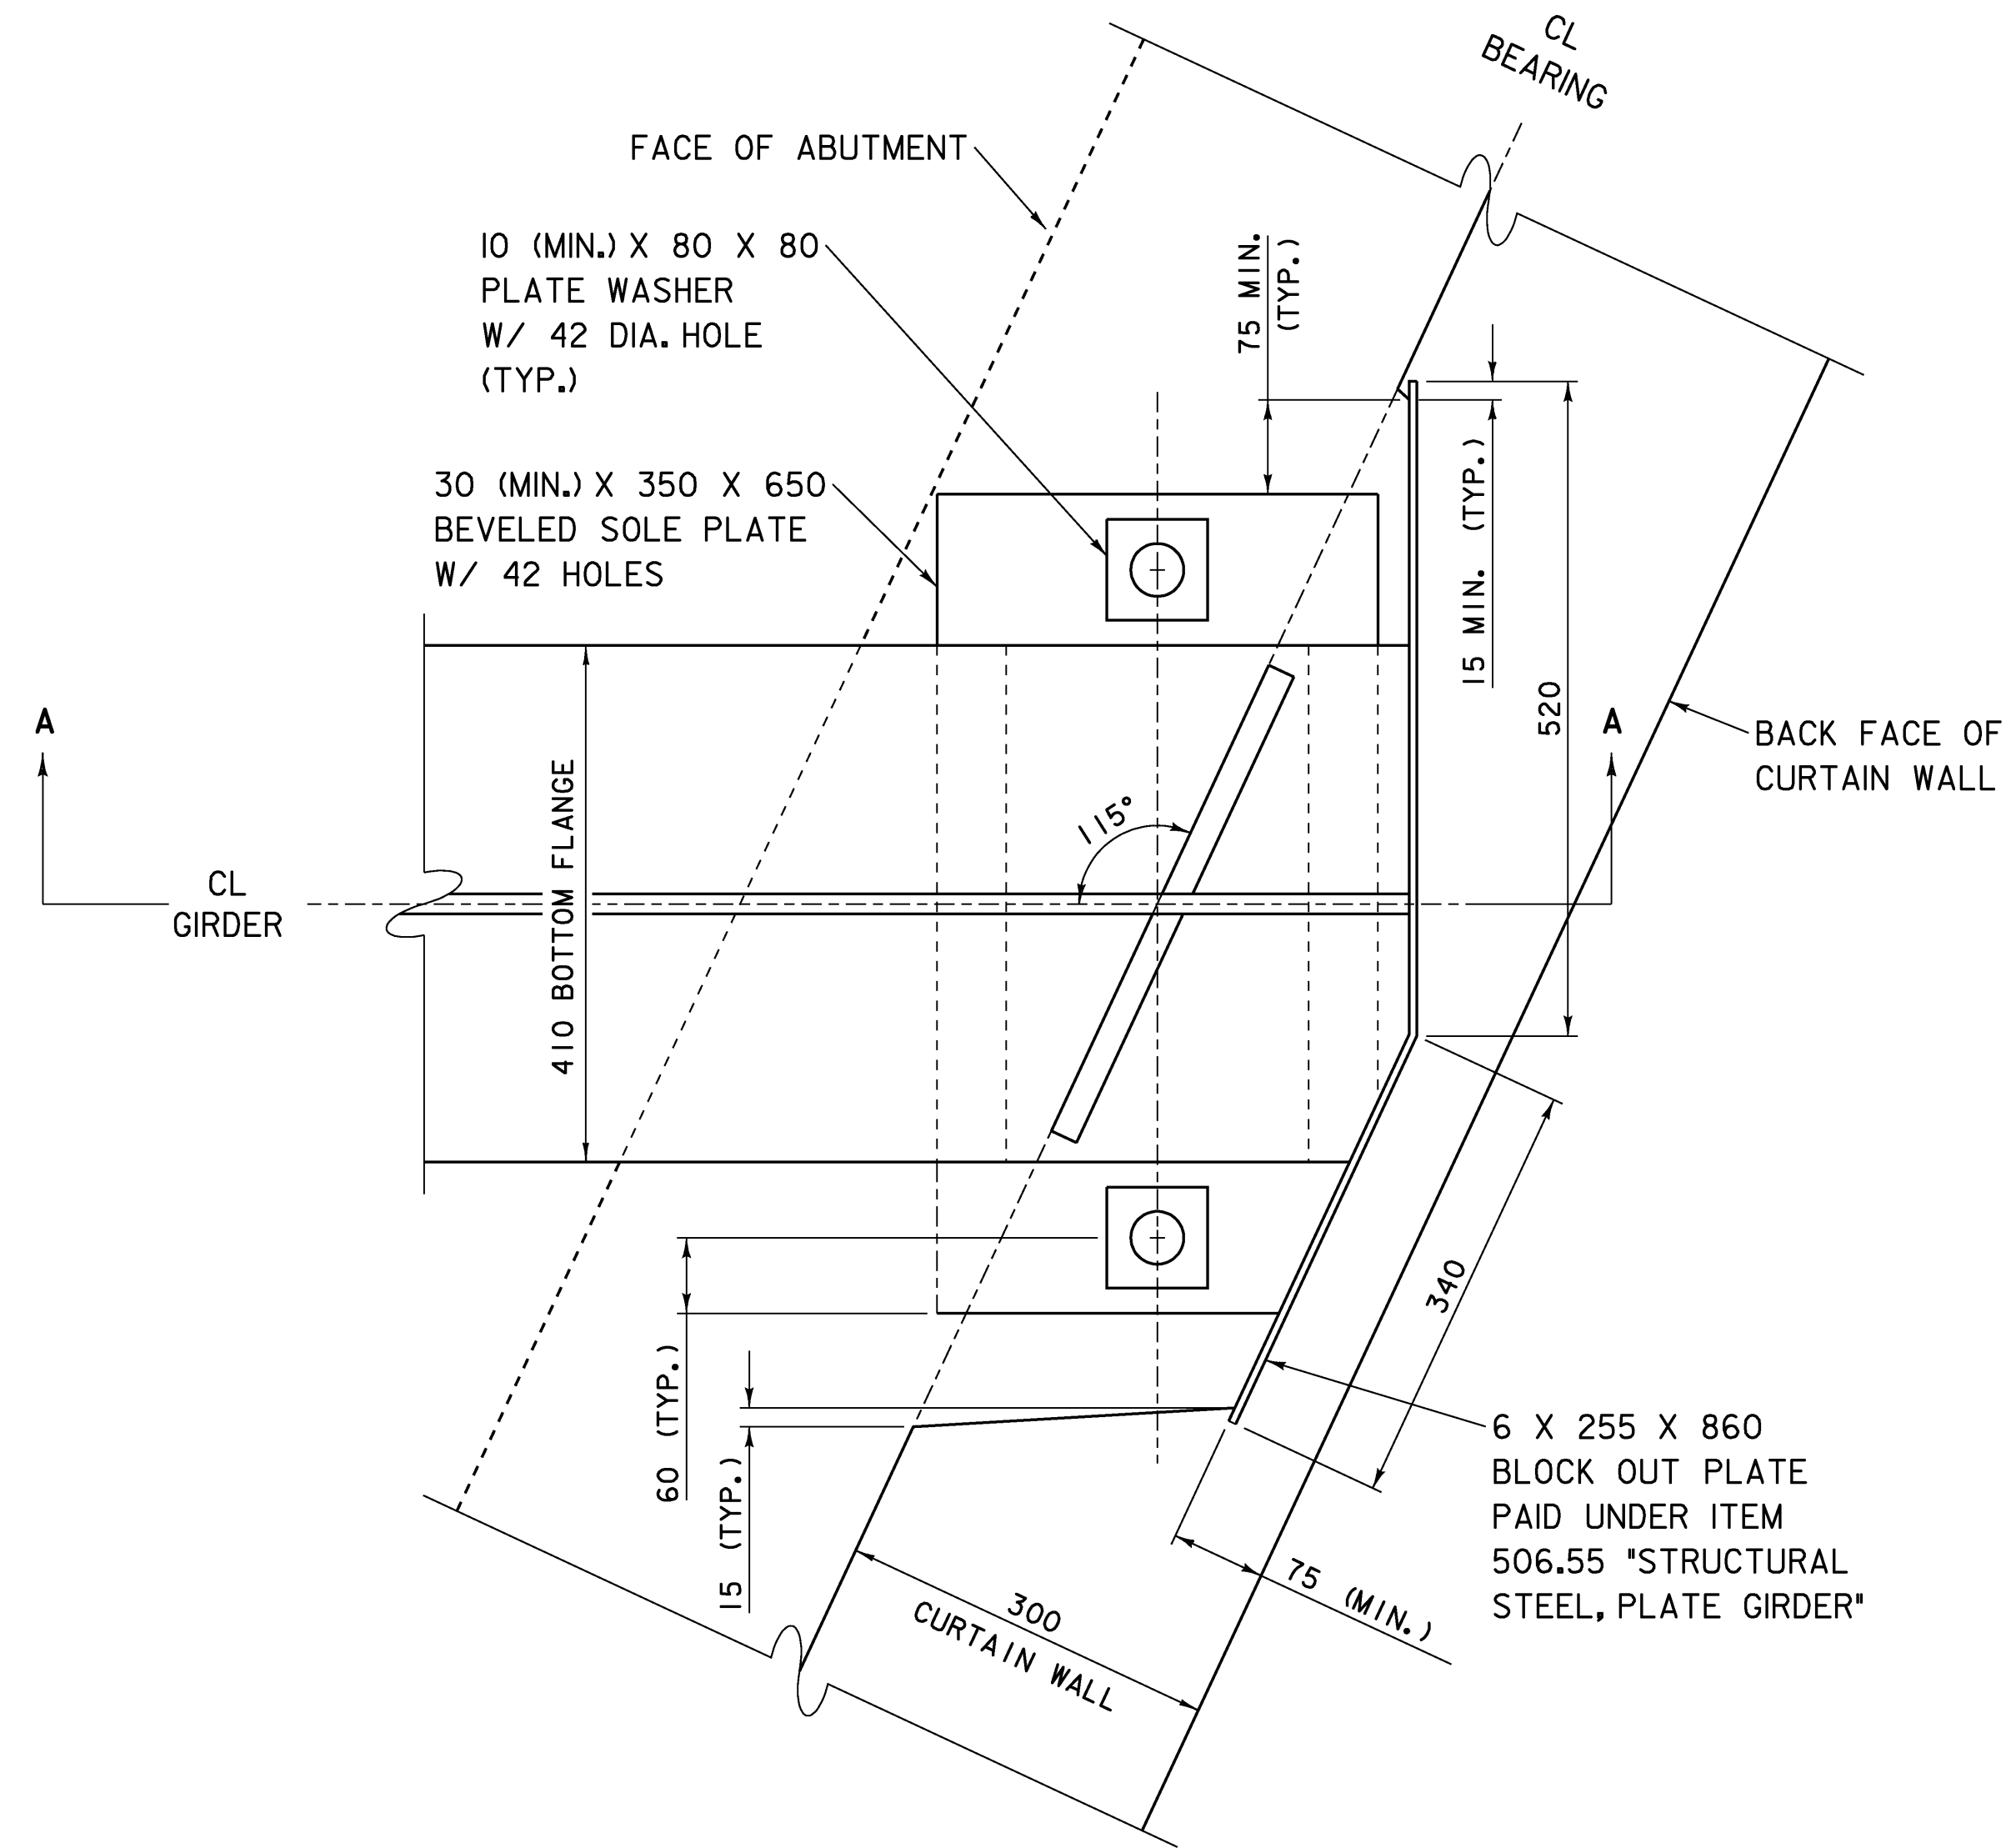 CL
BEARING
FACE OF ABUTMENT
10 (MIN.) X 80 X 80
PLATE WASHER
W/ 42 DIA. HOLE
(TYP.)
75 MIN.
(TYP.)
30 (MIN.) X 350 X 650
BEVELED SOLE PLATE
W/ 42 HOLES
15 MIN. (TYP.)
520
A
A
BACK FACE OF
CURTAIN WALL
115°
410 BOTTOM FLANGE
CL
GIRDER
340
60 (TYP.)
15 (TYP.)
6 X 255 X 860
BLOCK OUT PLATE
PAID UNDER ITEM
506.55 "STRUCTURAL
STEEL, PLATE GIRDER"
75 (MIN.)
300
CURTAIN WALL